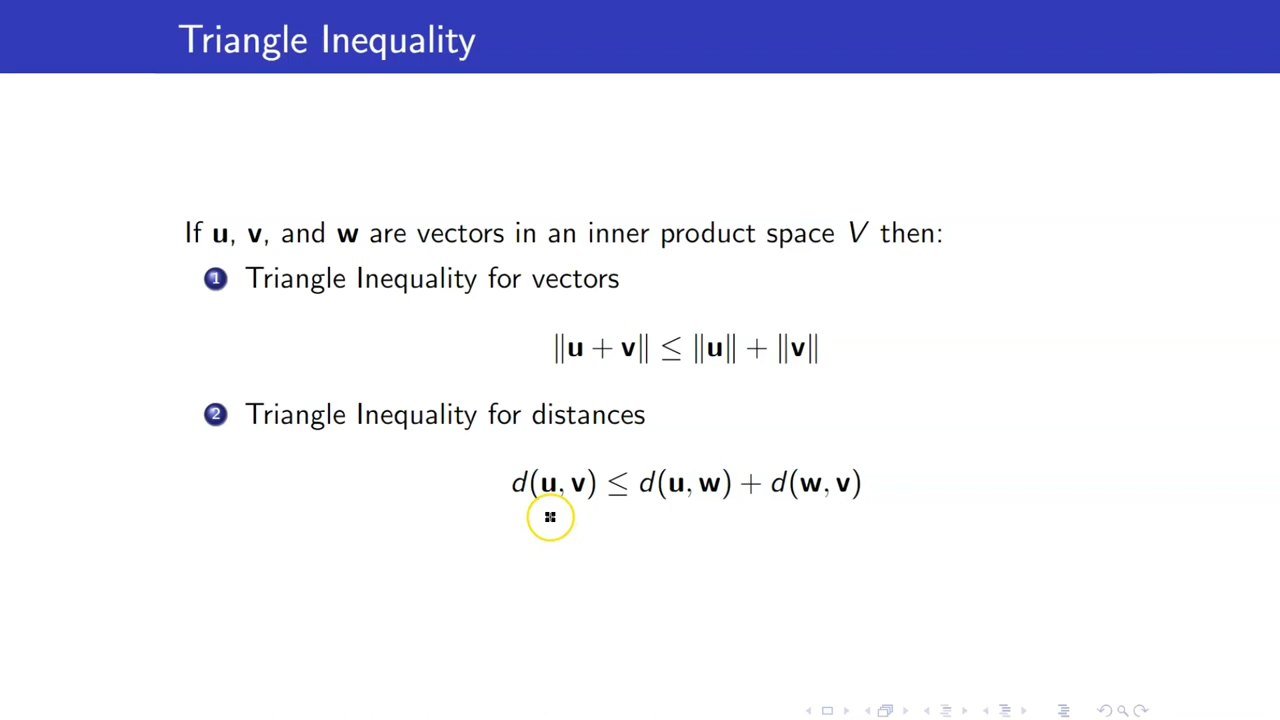 Triangle Inequality
If u, v, and w are vectors in an inner product space V then:
1 Triangle Inequality for vectors
‖u + v‖ ≤ ‖u‖ + ‖v‖
2 Triangle Inequality for distances
d(u, v) ≤ d(u, w) + d(w, v)